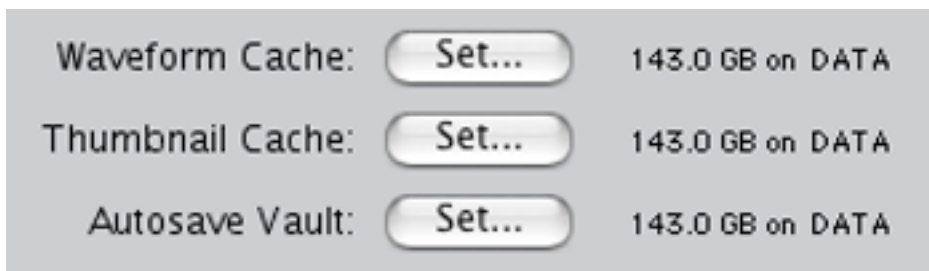 Waveform Cache: Set... 143.0 GB on DATA
Thumbnail Cache: Set... 143.0 GB on DATA
Autosave Vault: Set... 143.0 GB on DATA